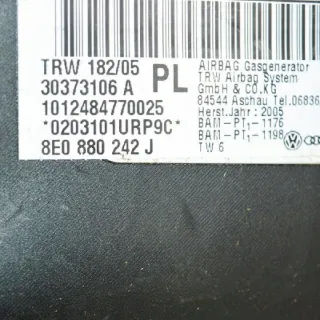 TRW 182/05
30373106 A
1012484770025
*0203101URP9C*
8E0 880 242 J
PL
AIRBAG Gasgenerator
TRW Airbag System
GmbH & CO.KG
84544 Aschau Tel.06836
Herst.Jahr: 2005
BAM-PT1-1176
BAM-PT1-1198
TW 6